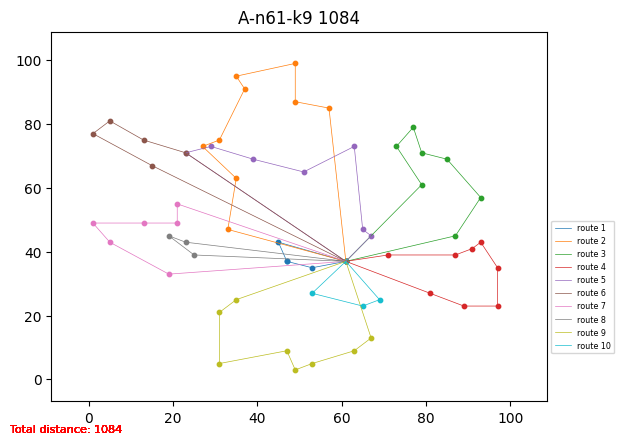 A-n61-k9 1084
100
80
60
40
20
0
0 20 40 60 80 100
route 1
route 2
route 3
route 4
route 5
route 6
route 7
route 8
route 9
route 10
Total distance: 1084